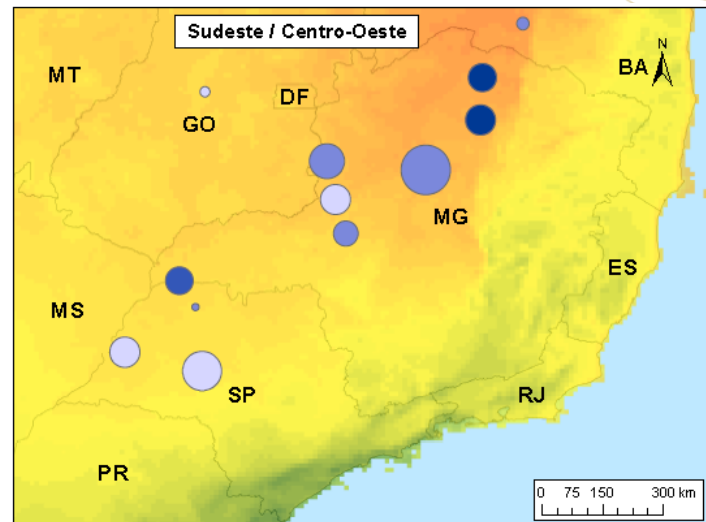 Sudeste / Centro-Oeste
N
MT
BA
DF
GO
MG
ES
MS
SP
RJ
PR
0 75 150 300 km